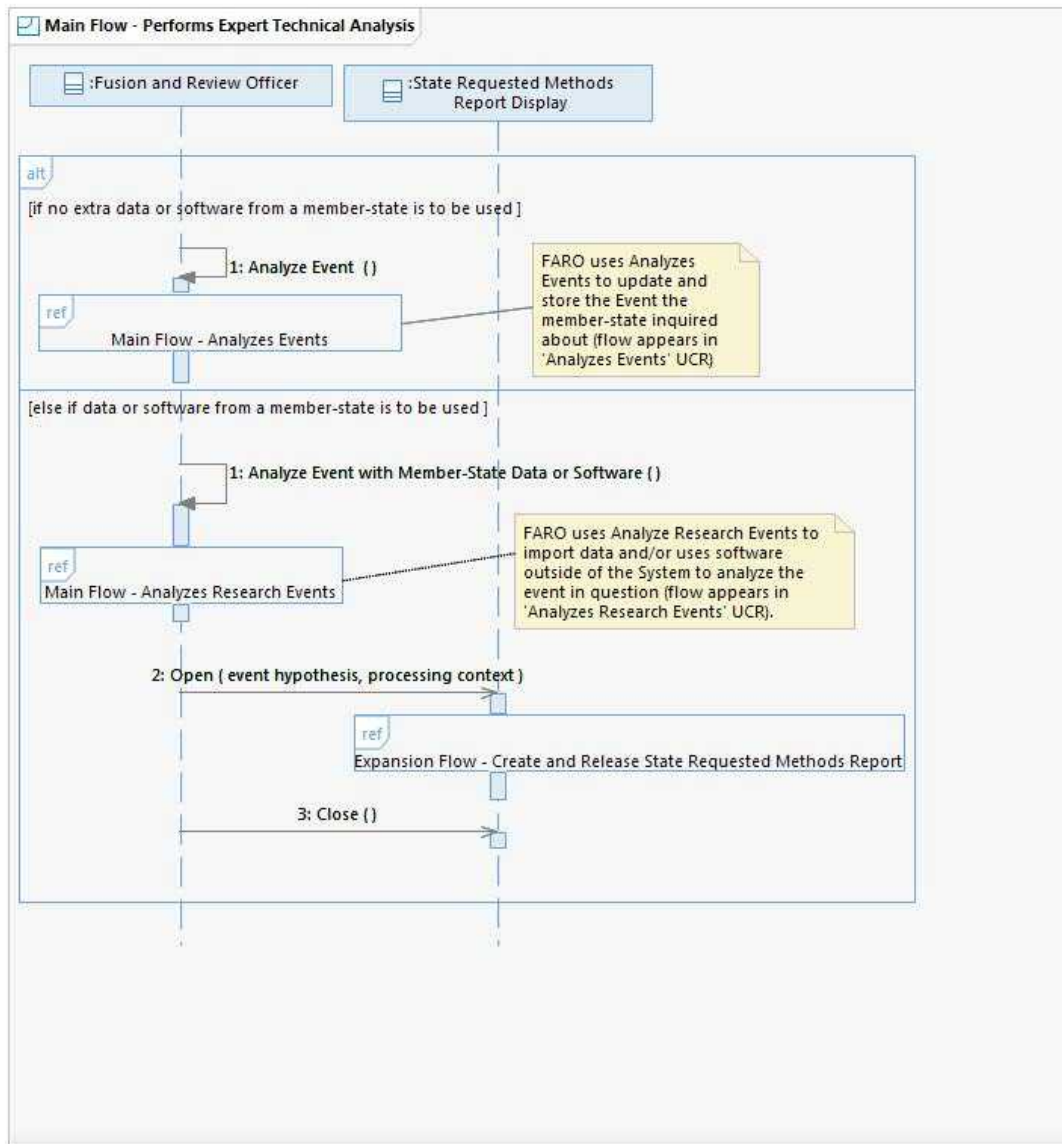 Main Flow - Performs Expert Technical Analysis
:Fusion and Review Officer
:State Requested Methods
Report Display
alt
[if no extra data or software from a member-state is to be used ]
1: Analyze Event  ( )
FARO uses Analyzes
Events to update and
store the Event the
member-state inquired
about (flow appears in
'Analyzes Events' UCR)
ref
Main Flow - Analyzes Events
[else if data or software from a member-state is to be used ]
1: Analyze Event with Member-State Data or Software ( )
FARO uses Analyze Research Events to
import data and/or uses software
outside of the System to analyze the
event in question (flow appears in
'Analyzes Research Events' UCR).
ref
Main Flow - Analyzes Research Events
2: Open ( event hypothesis, processing context )
ref
Expansion Flow - Create and Release State Requested Methods Report
3: Close ( )